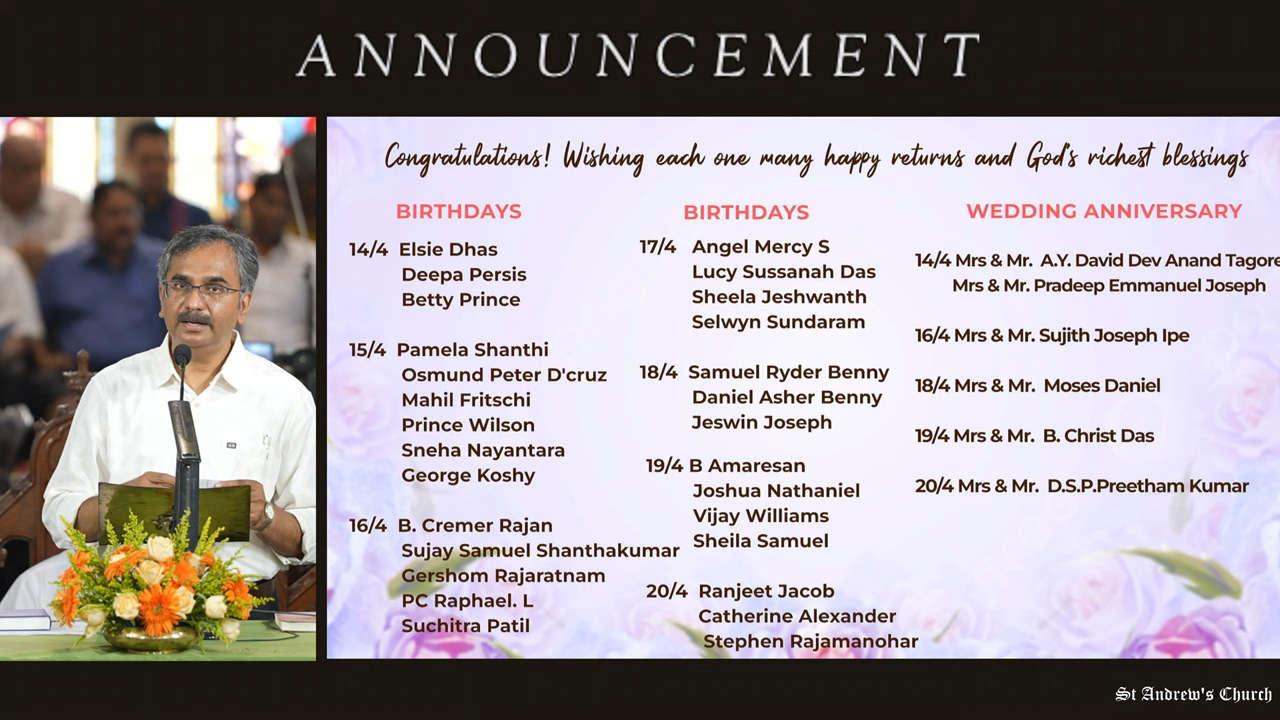 ANNOUNCEMENT
Congratulations! Wishing each one many happy returns and God's richest blessings
BIRTHDAYS
14/4 Elsie Dhas
Deepa Persis
Betty Prince
15/4 Pamela Shanthi
Osmund Peter D'cruz
Mahil Fritschi
Prince Wilson
Sneha Nayantara
George Koshy
16/4 B. Cremer Rajan
Sujay Samuel Shanthakumar
Gershom Rajaratnam
PC Raphael. L
Suchitra Patil
BIRTHDAYS
17/4 Angel Mercy S
Lucy Sussanah Das
Sheela Jeshwanth
Selwyn Sundaram
18/4 Samuel Ryder Benny
Daniel Asher Benny
Jeswin Joseph
19/4 B Amaresan
Joshua Nathaniel
Vijay Williams
Sheila Samuel
20/4 Ranjeet Jacob
Catherine Alexander
Stephen Rajamanohar
WEDDING ANNIVERSARY
14/4 Mrs & Mr. A.Y. David Dev Anand Tagore
Mrs & Mr. Pradeep Emmanuel Joseph
16/4 Mrs & Mr. Sujith Joseph Ipe
18/4 Mrs & Mr. Moses Daniel
19/4 Mrs & Mr. B. Christ Das
20/4 Mrs & Mr. D.S.P.Preetham Kumar
St Andrew's Church